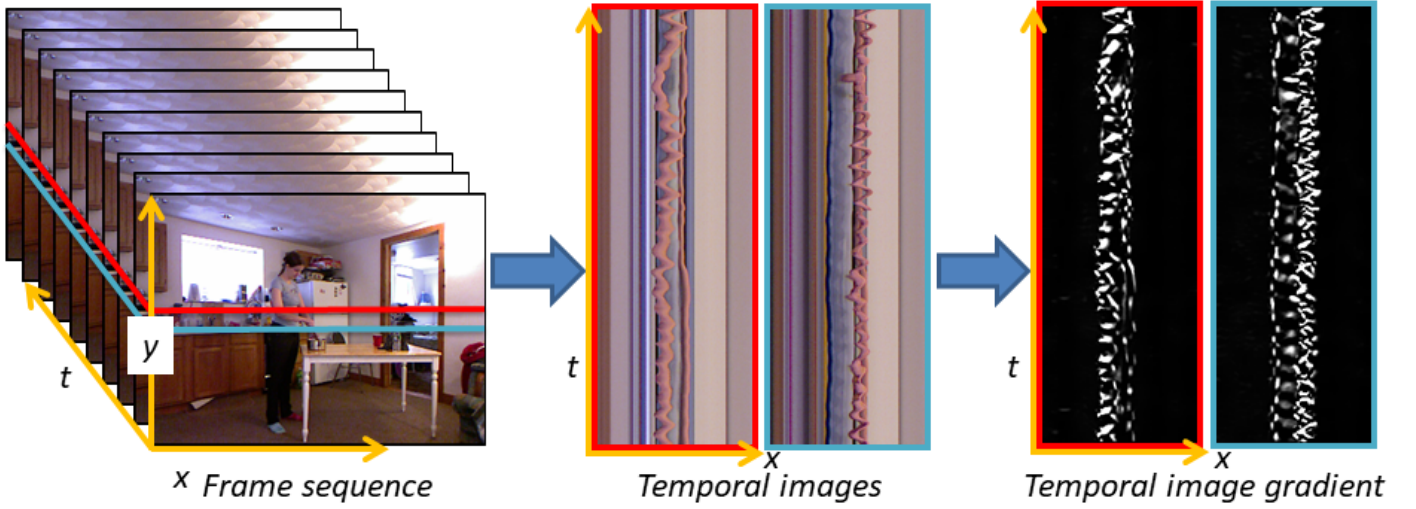 y
t
x
Frame sequence
t
x
Temporal images
t
x
Temporal image gradient